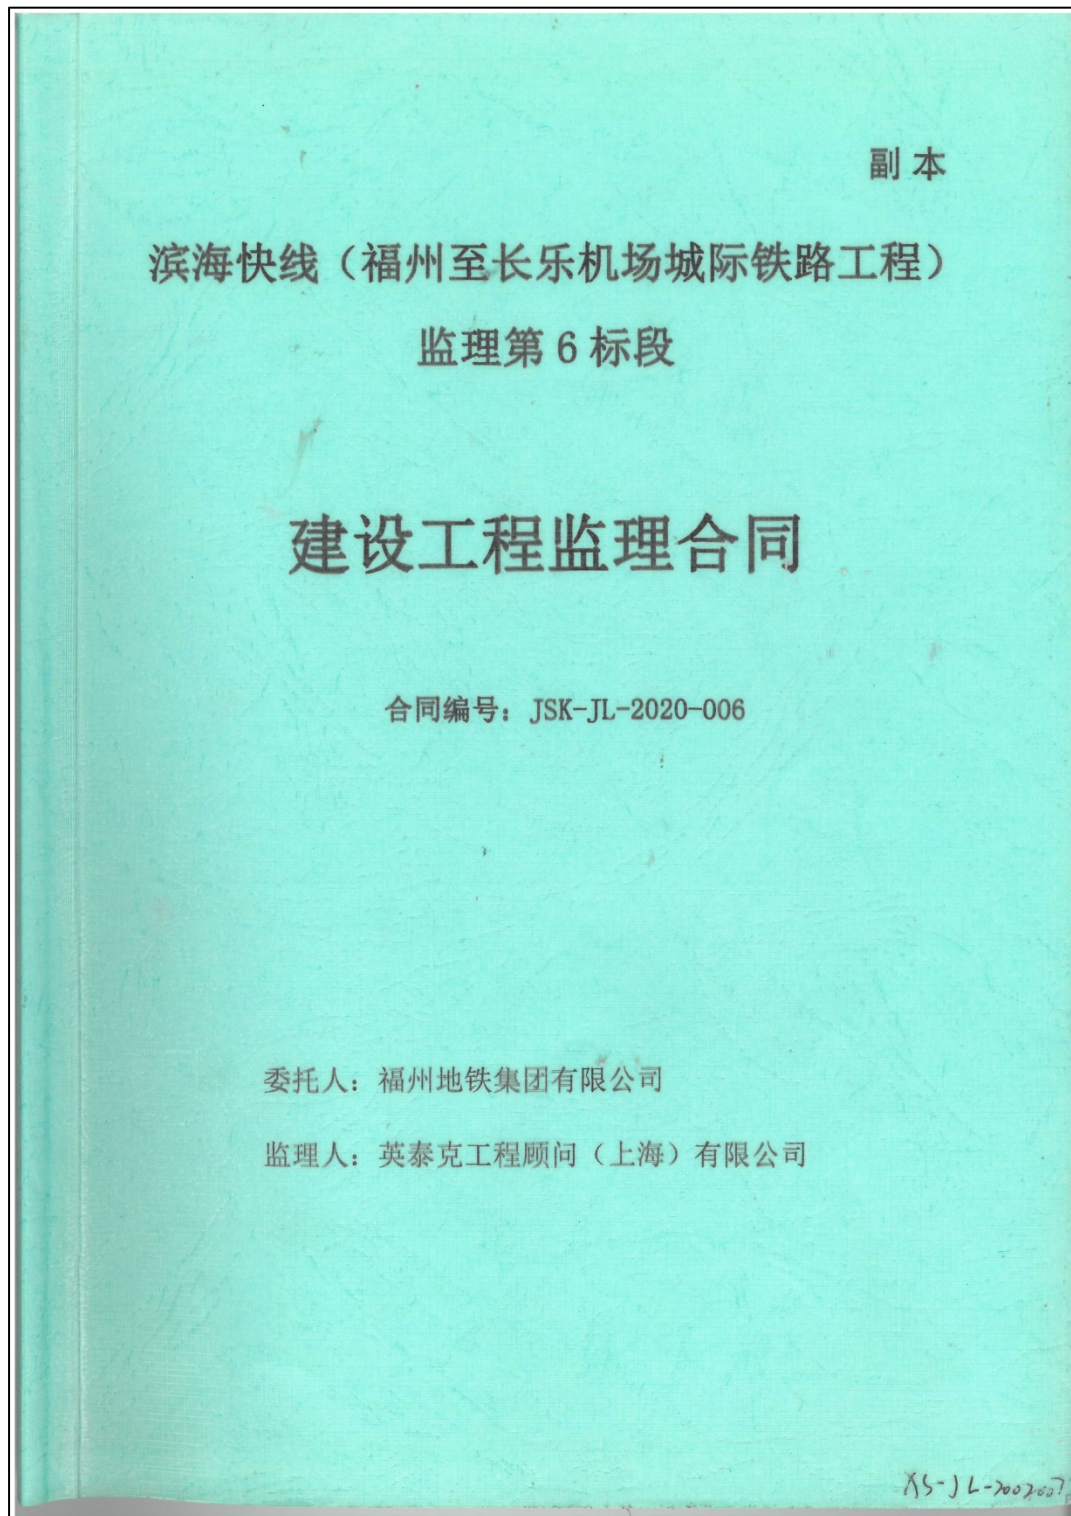 副本
滨海快线（福州至长乐机场城际铁路工程）
监理第6标段
建设工程监理合同
合同编号：JSK-JL-2020-006
委托人：福州地铁集团有限公司
监理人：英泰克工程顾问（上海）有限公司